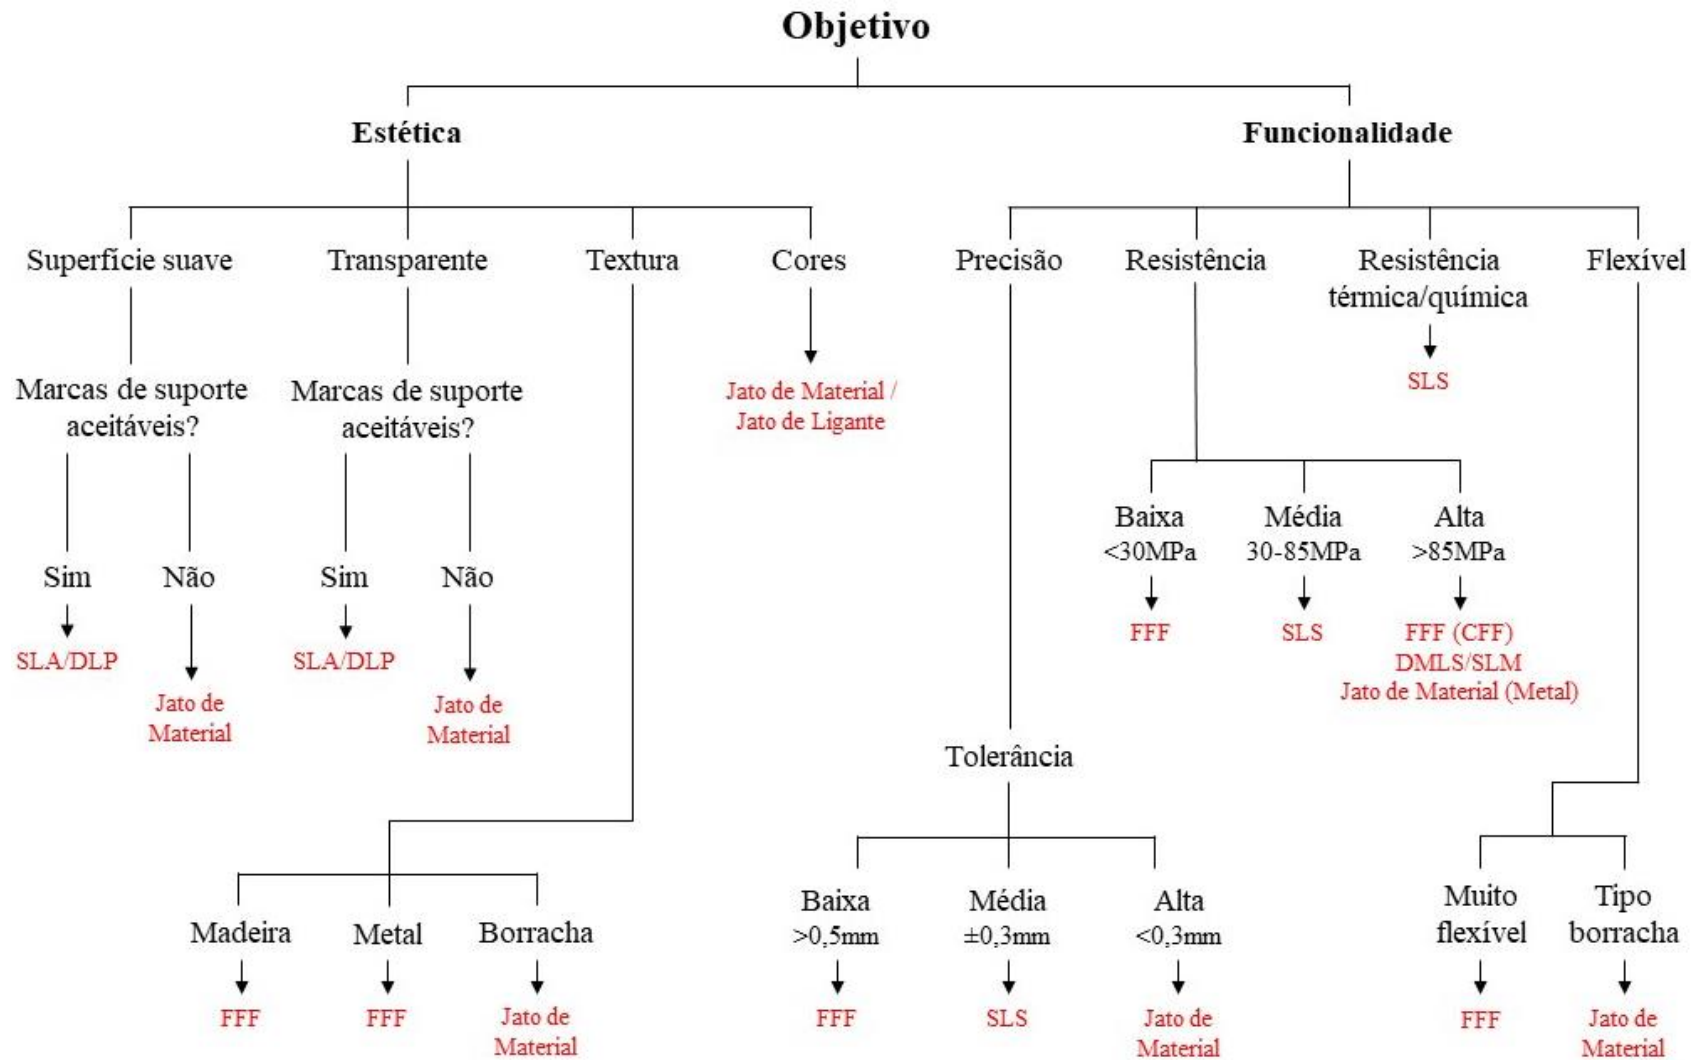 Objetivo
Estética
Funcionalidade
Superfície suave
Transparente
Textura
Cores
Precisão
Resistência
Resistência
térmica/química
Flexível
SLS
Marcas de suporte
aceitáveis?
Marcas de suporte
aceitáveis?
Jato de Material /
Jato de Ligante
Sim
Não
Sim
Não
SLA/DLP
Jato de
Material
SLA/DLP
Jato de
Material
Baixa
<30MPa
Média
30-85MPa
Alta
>85MPa
FFF
SLS
FFF (CFF)
DMLS/SLM
Jato de Material (Metal)
Tolerância
Madeira
Metal
Borracha
FFF
FFF
Jato de
Material
Baixa
>0,5mm
Média
±0,3mm
Alta
<0,3mm
FFF
SLS
Jato de
Material
Muito
flexível
Tipo
borracha
FFF
Jato de
Material